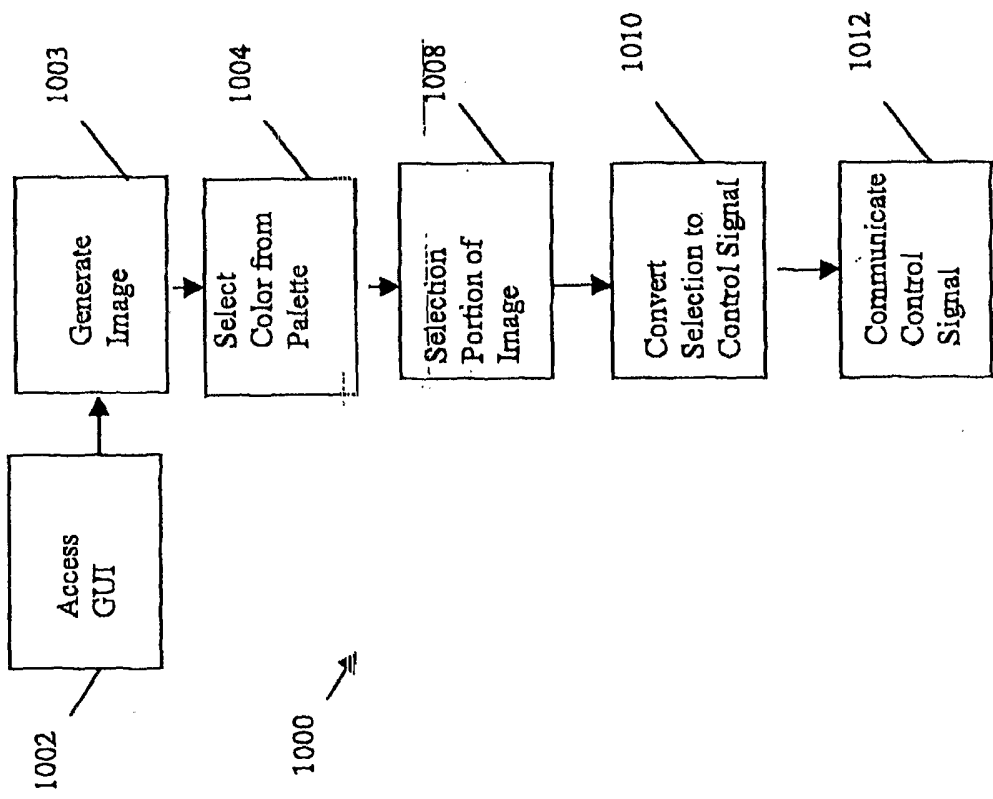 1002
Access
GUI
1000
1003
Generate
Image
1004
Select
Color from
Palette
1008
Selection
Portion of
Image
1010
Convert
Selection to
Control Signal
1012
Communicate
Control
Signal